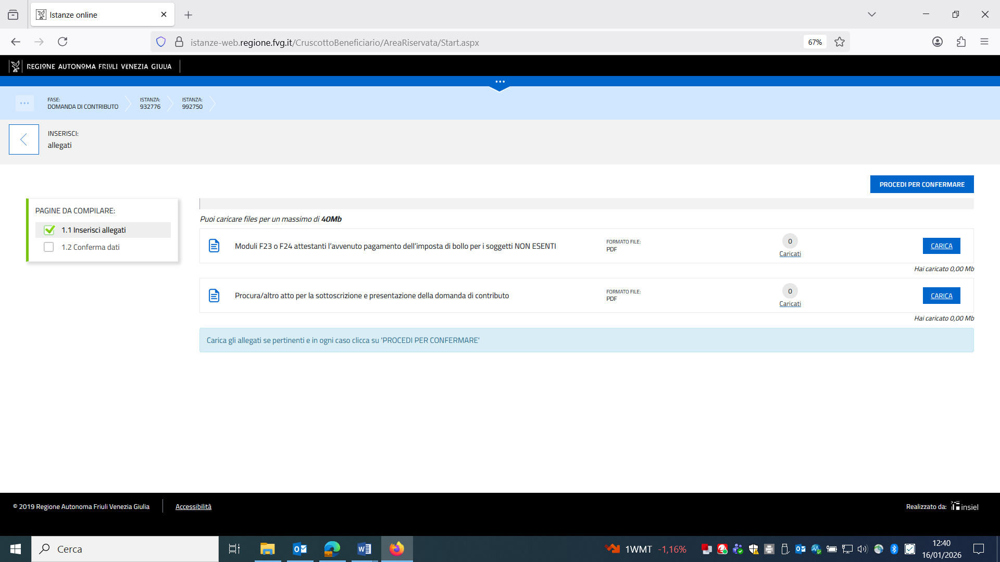 Istanze online
istanze-web.regione.fvg.it/CruscottoBeneficiario/AreaRiservata/Start.aspx
67%
REGIONE AUTONOMA FRIULI VENEZIA GIULIA
FASE:
DOMANDA DI CONTRIBUTO
ISTANZA:
932776
ISTANZA:
992750
INSERISCI:
allegati
PROCEDI PER CONFERMARE
PAGINE DA COMPILARE:
1.1 Inserisci allegati
1.2 Conferma dati
Puoi caricare files per un massimo di 40Mb
Moduli F23 o F24 attestanti l’avvenuto pagamento dell’imposta di bollo per i soggetti NON ESENTI
FORMATO FILE:
PDF
0
Caricati
CARICA
Hai caricato 0,00 Mb
Procura/altro atto per la sottoscrizione e presentazione della domanda di contributo
FORMATO FILE:
PDF
0
Caricati
CARICA
Hai caricato 0,00 Mb
Carica gli allegati se pertinenti e in ogni caso clicca su 'PROCEDI PER CONFERMARE'
© 2019 Regione Autonoma Friuli Venezia Giulia
Accessibilità
Realizzato da:
insiel
Cerca
1WMT -1,16%
12:40
16/01/2026